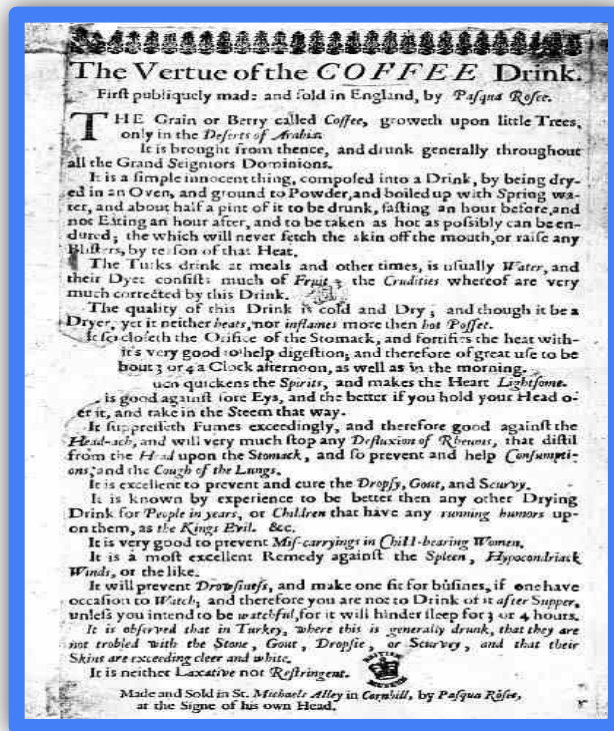 The Vertue of the COFFEE Drink.
First publiquely made and sold in England, by Pasqua Rosee.
THE Grain or Berry called Coffee, groweth upon little Trees,
only in the Deserts of Arabia.
It is brought from thence, and drunk generally throughout
all the Grand Seigniors Dominions.
It is a simple innocent thing, composed into a Drink, by being dry-
ed in an Oven, and ground to Powder, and boiled up with Spring wa-
ter, and about half a pint of it to be drunk, fasting an hour before, and
not Eating an hour after, and to be taken as hot as possibly can be en-
dured; the which will never fetch the skin off the mouth, or raise any
Blisters, by reason of that Heat.
The Turks drink at meals and other times, is usually Water, and
their Dyet consists much of Fruit; the Crudities whereof are very
much corrected by this Drink.
The quality of this Drink is cold and Dry; and though it be a
Dryer, yet it neither heats, nor inflames more then hot Posset.
It so closeth the Orifice of the Stomack, and fortifies the heat with-
it's very good to help digestion; and therefore of great use to be
bout 3 or 4 a Clock afternoon, as well as in the morning.
uch quickens the Spirits, and makes the Heart Lightsome.
is good against sore Eys, and the better if you hold your Head o-
er it, and take in the Steem that way.
It suppresseth Fumes exceedingly, and therefore good against the
Head-ach, and will very much stop any Defluxion of Rheums, that distil
from the Head upon the Stomack, and so prevent and help Consumpti-
ons; and the Cough of the Lungs.
It is excellent to prevent and cure the Dropsy, Gout, and Scurvy.
It is known by experience to be better then any other Drying
Drink for People in years, or Children that have any running humors up-
on them, as the Kings Evil. &c.
It is very good to prevent Mis-carryings in Child-bearing Women.
It is a most excellent Remedy against the Spleen, Hypocondriack
Winds, or the like.
It will prevent Drowsiness, and make one fit for busines, if one have
occasion to Watch; and therefore you are not to Drink of it after Supper,
unless you intend to be watchful, for it will hinder sleep for 3 or 4 hours.
It is observed that in Turkey, where this is generally drunk, that they are
not trobled with the Stone, Gout, Dropsie, or Scurvey, and that their
Skins are exceeding cleer and white.
It is neither Laxative nor Restringent.
BRITISH MUSEUM
Made and Sold in St. Michaels Alley in Cornhill, by Pasqua Rosee,
at the Signe of his own Head.